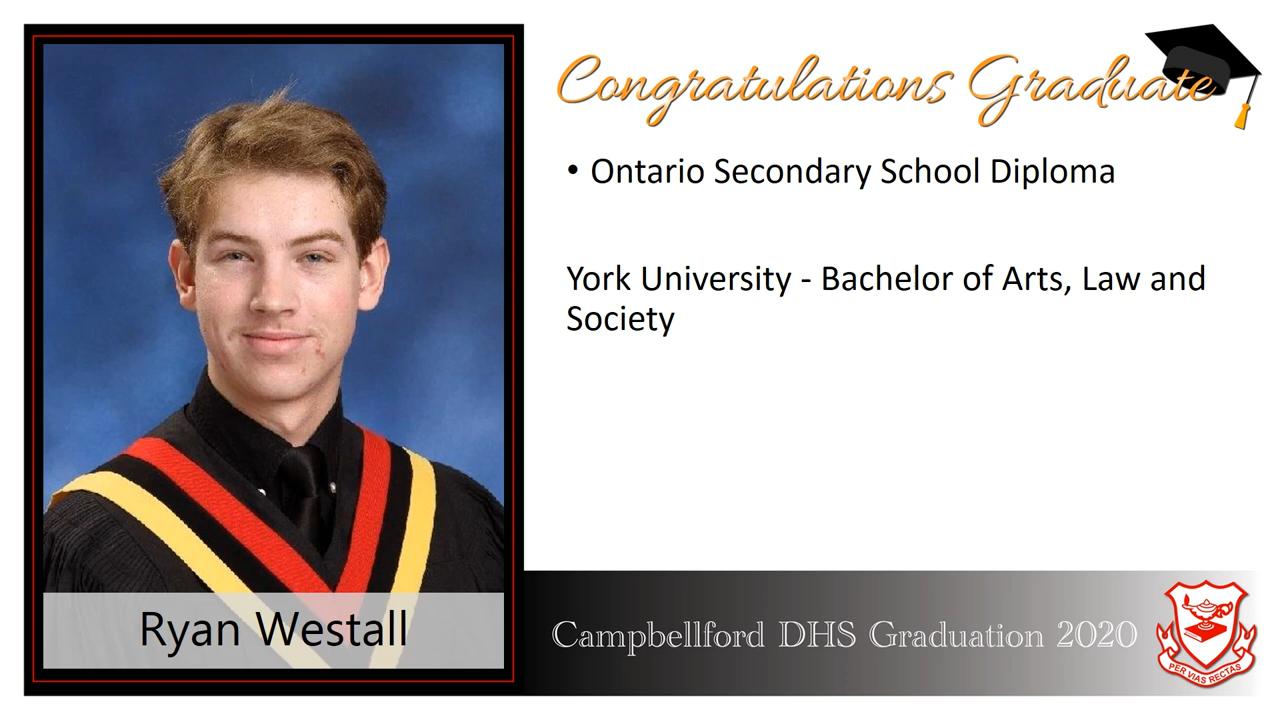 Congratulations Graduate
• Ontario Secondary School Diploma
York University - Bachelor of Arts, Law and
Society
Ryan Westall
Campbellford DHS Graduation 2020
PER VIAS RECTAS